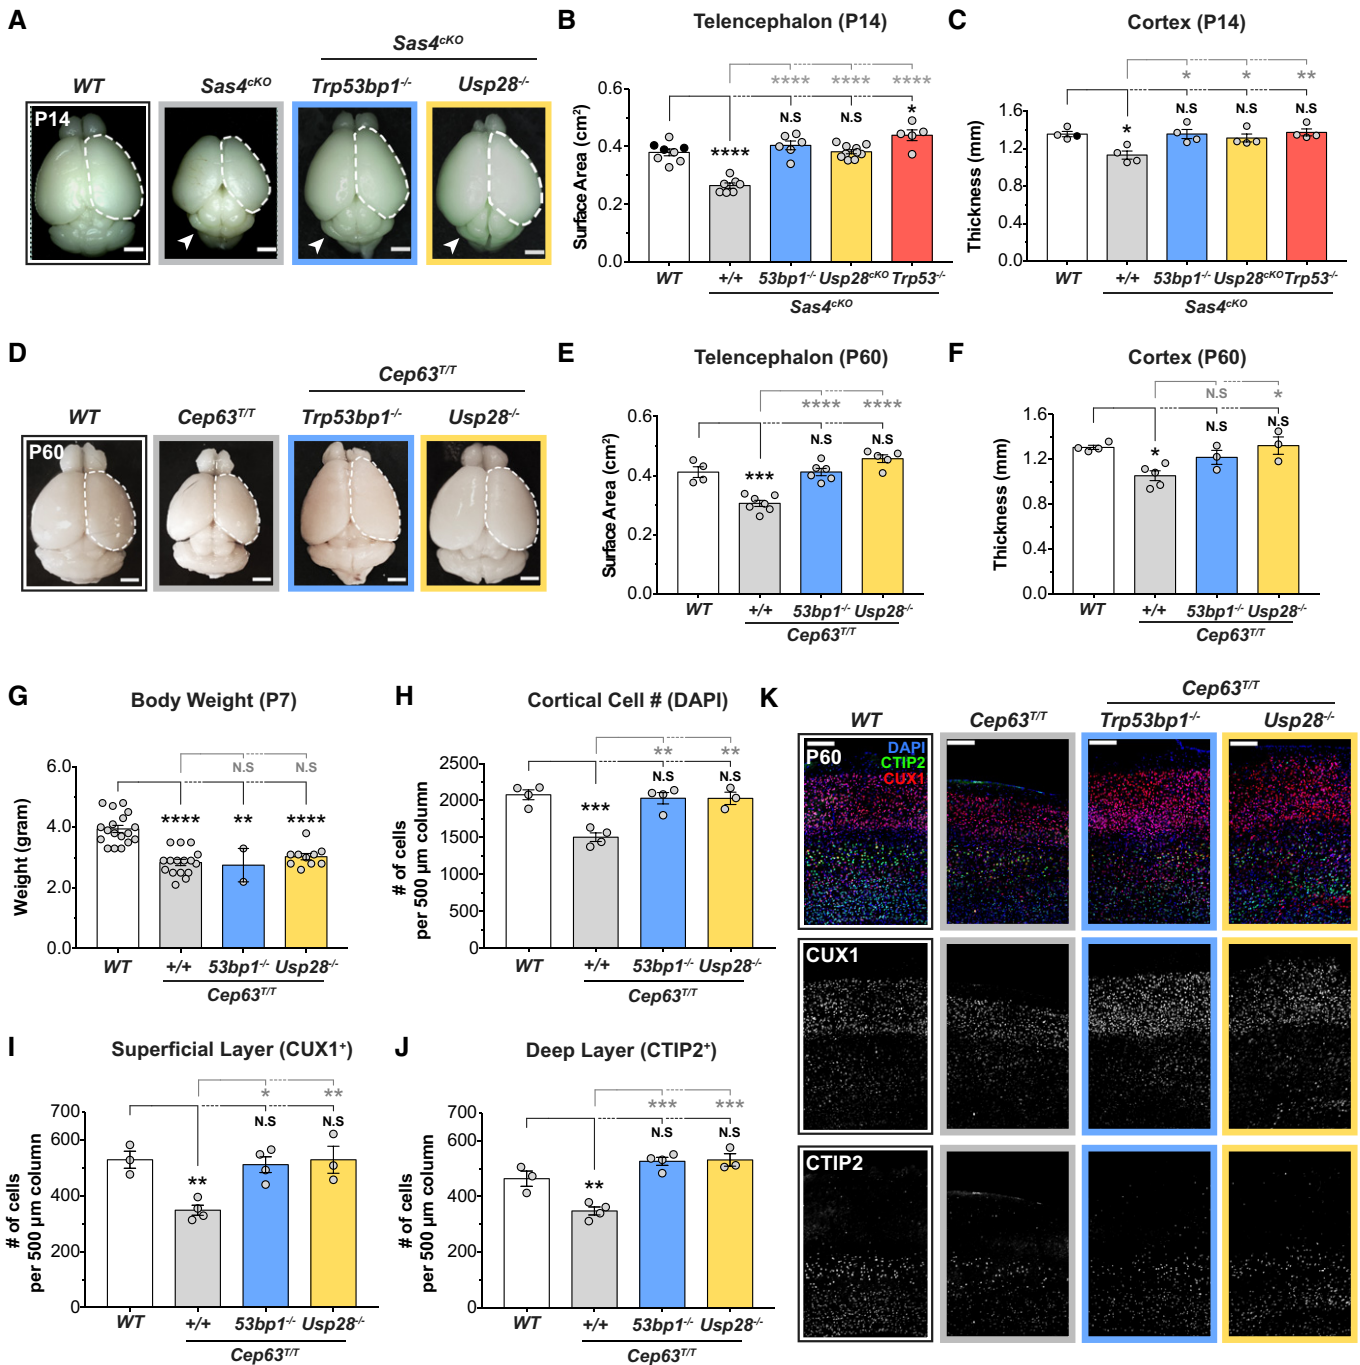 A
Sas4cKO
WT Sas4cKO Trp53bp1-/- Usp28-/-
P14
B
Telencephalon (P14)
****
****
****
N.S
N.S
*
****
Surface Area (cm2)
0.6
0.4
0.2
0.0
WT +/+ 53bp1-/- Usp28cKO Trp53-/-
Sas4cKO
C
Cortex (P14)
*
*
**
N.S
N.S
N.S
*
Thickness (mm)
1.6
1.2
0.8
0.4
0.0
WT +/+ 53bp1-/- Usp28cKO Trp53-/-
Sas4cKO
D
Cep63T/T
WT Cep63T/T Trp53bp1-/- Usp28-/-
P60
E
Telencephalon (P60)
****
****
N.S
N.S
***
Surface Area (cm2)
0.6
0.4
0.2
0.0
WT +/+ 53bp1-/- Usp28-/-
Cep63T/T
F
Cortex (P60)
N.S
*
N.S
N.S
*
Thickness (mm)
1.6
1.2
0.8
0.4
0.0
WT +/+ 53bp1-/- Usp28-/-
Cep63T/T
G
Body Weight (P7)
N.S
N.S
****
**
****
Weight (gram)
6.0
4.0
2.0
0.0
WT +/+ 53bp1-/- Usp28-/-
Cep63T/T
H
Cortical Cell # (DAPI)
**
**
N.S
N.S
***
# of cells
per 500 µm column
2500
2000
1500
1000
500
0
WT +/+ 53bp1-/- Usp28-/-
Cep63T/T
I
Superficial Layer (CUX1+)
*
**
N.S
N.S
**
# of cells
per 500 µm column
700
600
400
200
0
WT +/+ 53bp1-/- Usp28-/-
Cep63T/T
J
Deep Layer (CTIP2+)
***
***
N.S
N.S
**
# of cells
per 500 µm column
700
600
400
200
0
WT +/+ 53bp1-/- Usp28-/-
Cep63T/T
K
Cep63T/T
WT Cep63T/T Trp53bp1-/- Usp28-/-
P60
DAPI
CTIP2
CUX1
CUX1
CTIP2